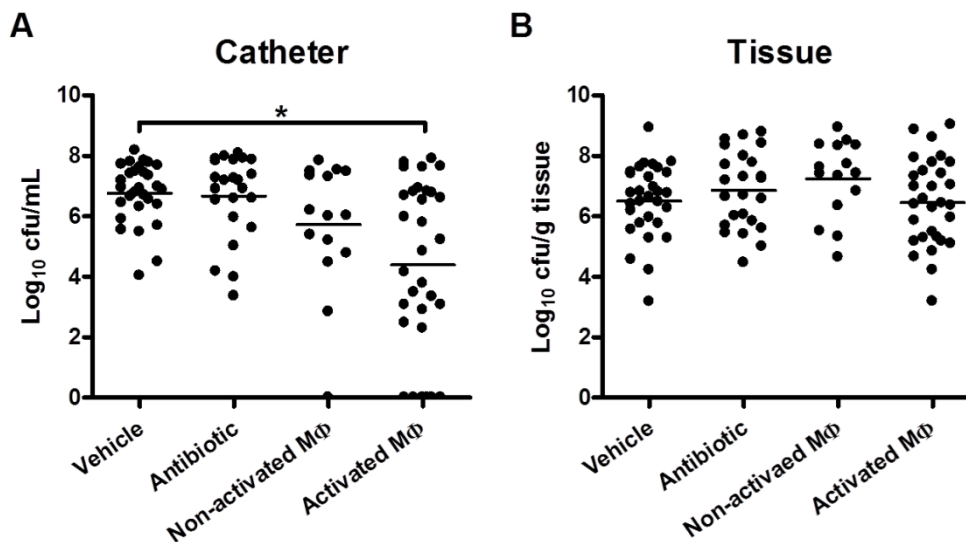 A
Catheter
Log10 cfu/mL
10
8
6
4
2
0
*
Vehicle
Antibiotic
Non-activated MΦ
Activated MΦ
B
Tissue
Log10 cfu/g tissue
10
8
6
4
2
0
Vehicle
Antibiotic
Non-activaed MΦ
Activated MΦ